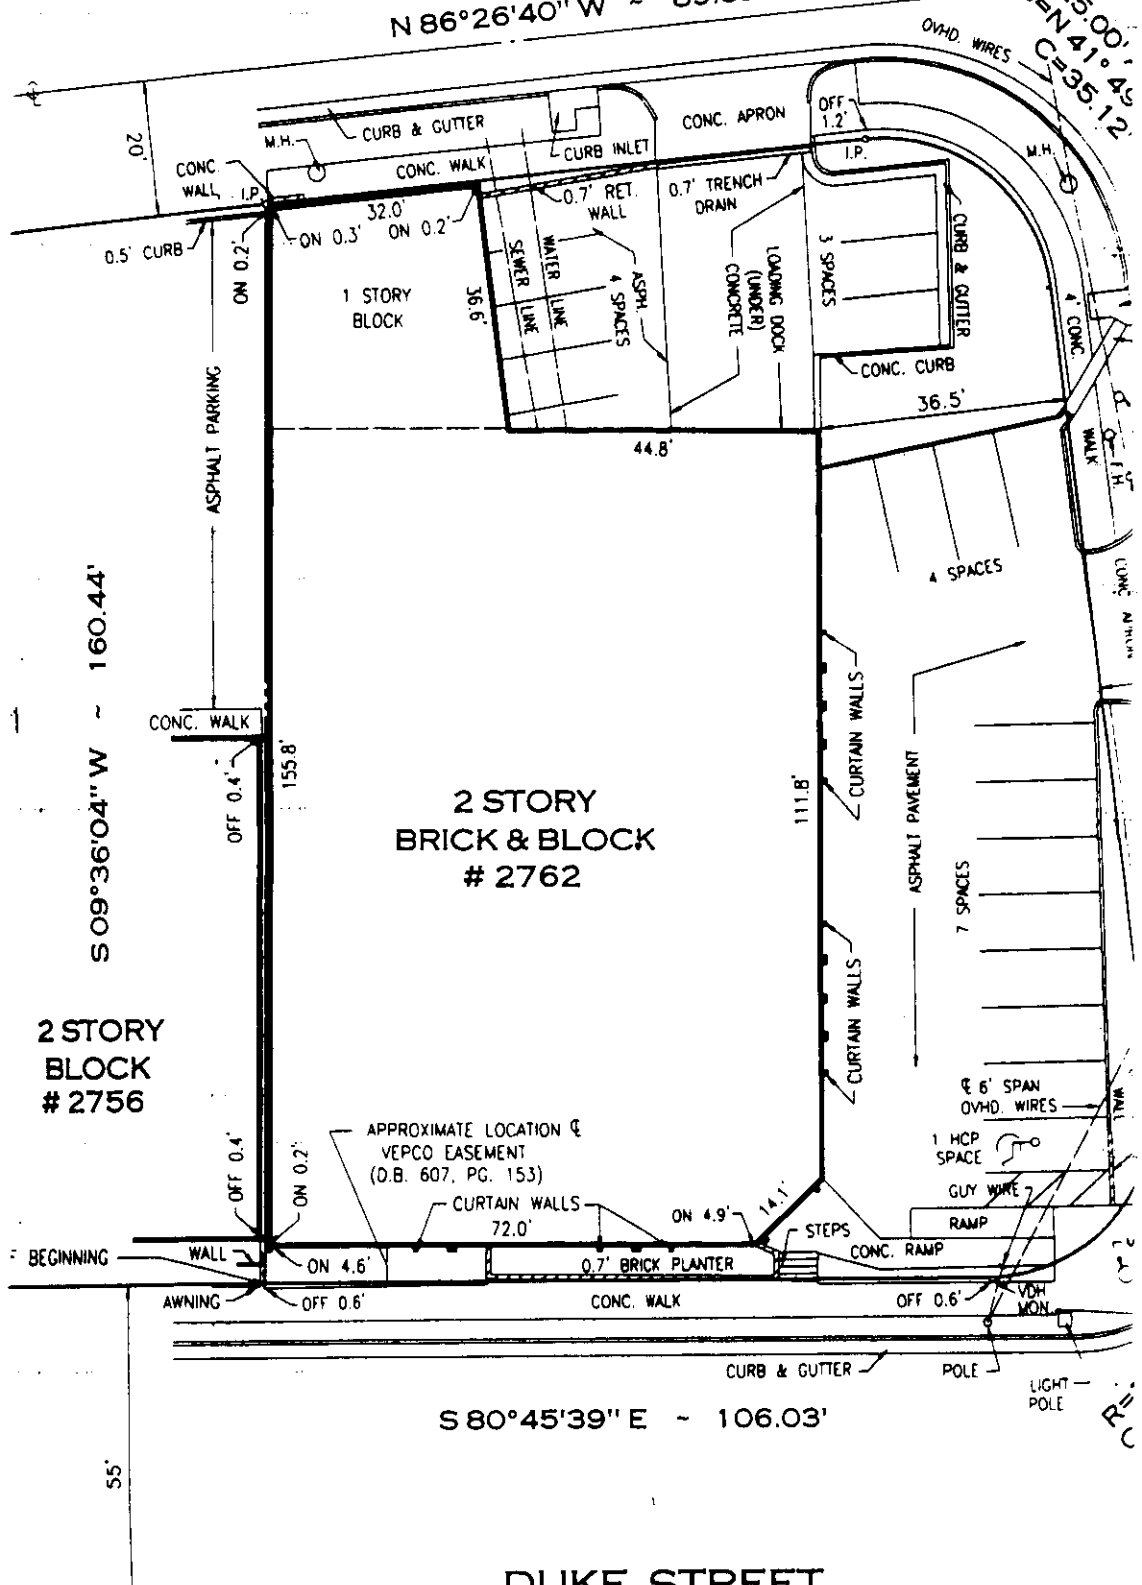 N 86°26'40" W ~
5.00'
=N 41° 4
C=35.12'
OVHD. WIRES
20'
CURB & GUTTER
M.H.
CONC. WALK
CURB INLET
CONC. APRON
OFF
1.2'
I.P.
M.H.
CONC.
WALL
I.P.
32.0'
ON 0.3'
ON 0.2'
0.5' CURB
ON 0.2'
0.7' RET.
WALL
0.7' TRENCH
DRAIN
1 STORY
BLOCK
36.6'
SEWER LINE
WATER LINE
4 SPACES
ASPH.
CONCRETE
(UNDER)
LOADING DOCK
3 SPACES
CURB & GUTTER
CONC. CURB
4' CONC.
WALK
F.H.
36.5'
44.8'
ASPHALT PARKING
4 SPACES
S 09°36'04" W ~ 160.44'
CONC. WALK
OFF 0.4'
155.8'
2 STORY
BRICK & BLOCK
# 2762
111.8'
CURTAIN WALLS
CURTAIN WALLS
ASPHALT PAVEMENT
7 SPACES
2 STORY
BLOCK
# 2756
℄ 6' SPAN
OVHD. WIRES
WALL
1 HCP
SPACE
GUY WIRE
RAMP
APPROXIMATE LOCATION ℄
VEPCO EASEMENT
(D.B. 607, PG. 153)
OFF 0.4'
ON 0.2'
CURTAIN WALLS
72.0'
ON 4.9'
14.1'
STEPS
CONC. RAMP
BEGINNING
WALL
ON 4.6'
0.7' BRICK PLANTER
AWNING
OFF 0.6'
CONC. WALK
OFF 0.6'
VDH
MON.
CURB & GUTTER
POLE
LIGHT
POLE
R=
S 80°45'39" E ~ 106.03'
55'
DUKE STREET